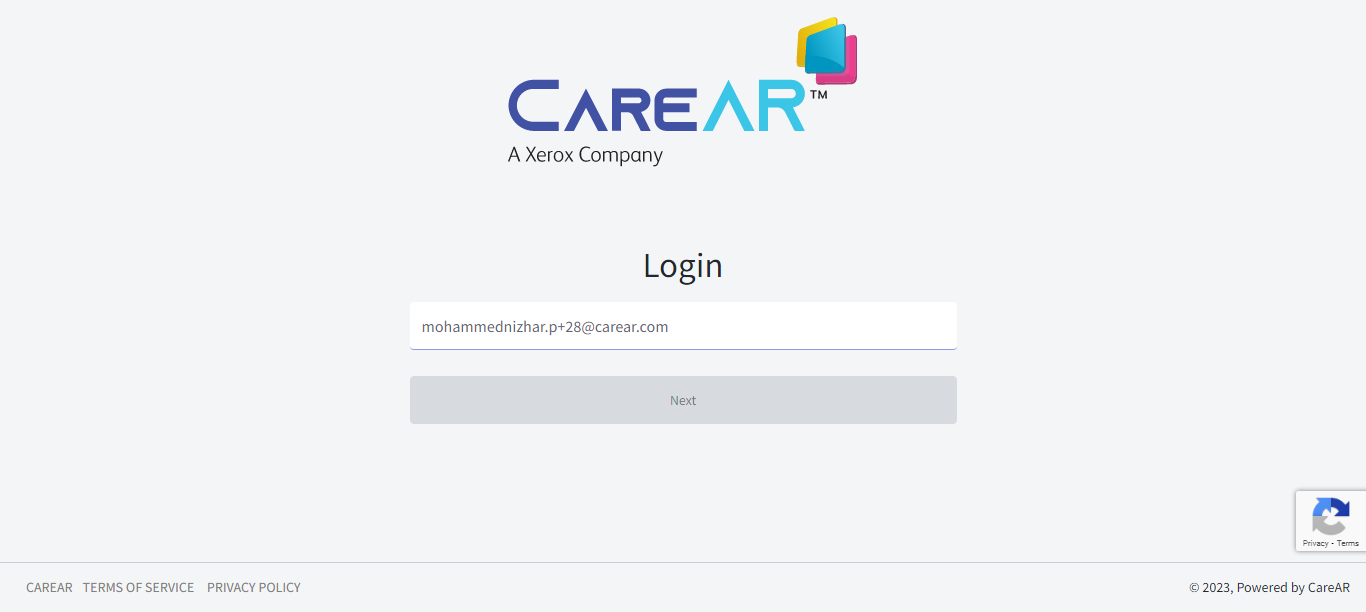 CAREAR™
A Xerox Company
Login
mohammednizhar.p+28@carear.com
Next
Privacy - Terms
CAREAR TERMS OF SERVICE PRIVACY POLICY
© 2023, Powered by CareAR